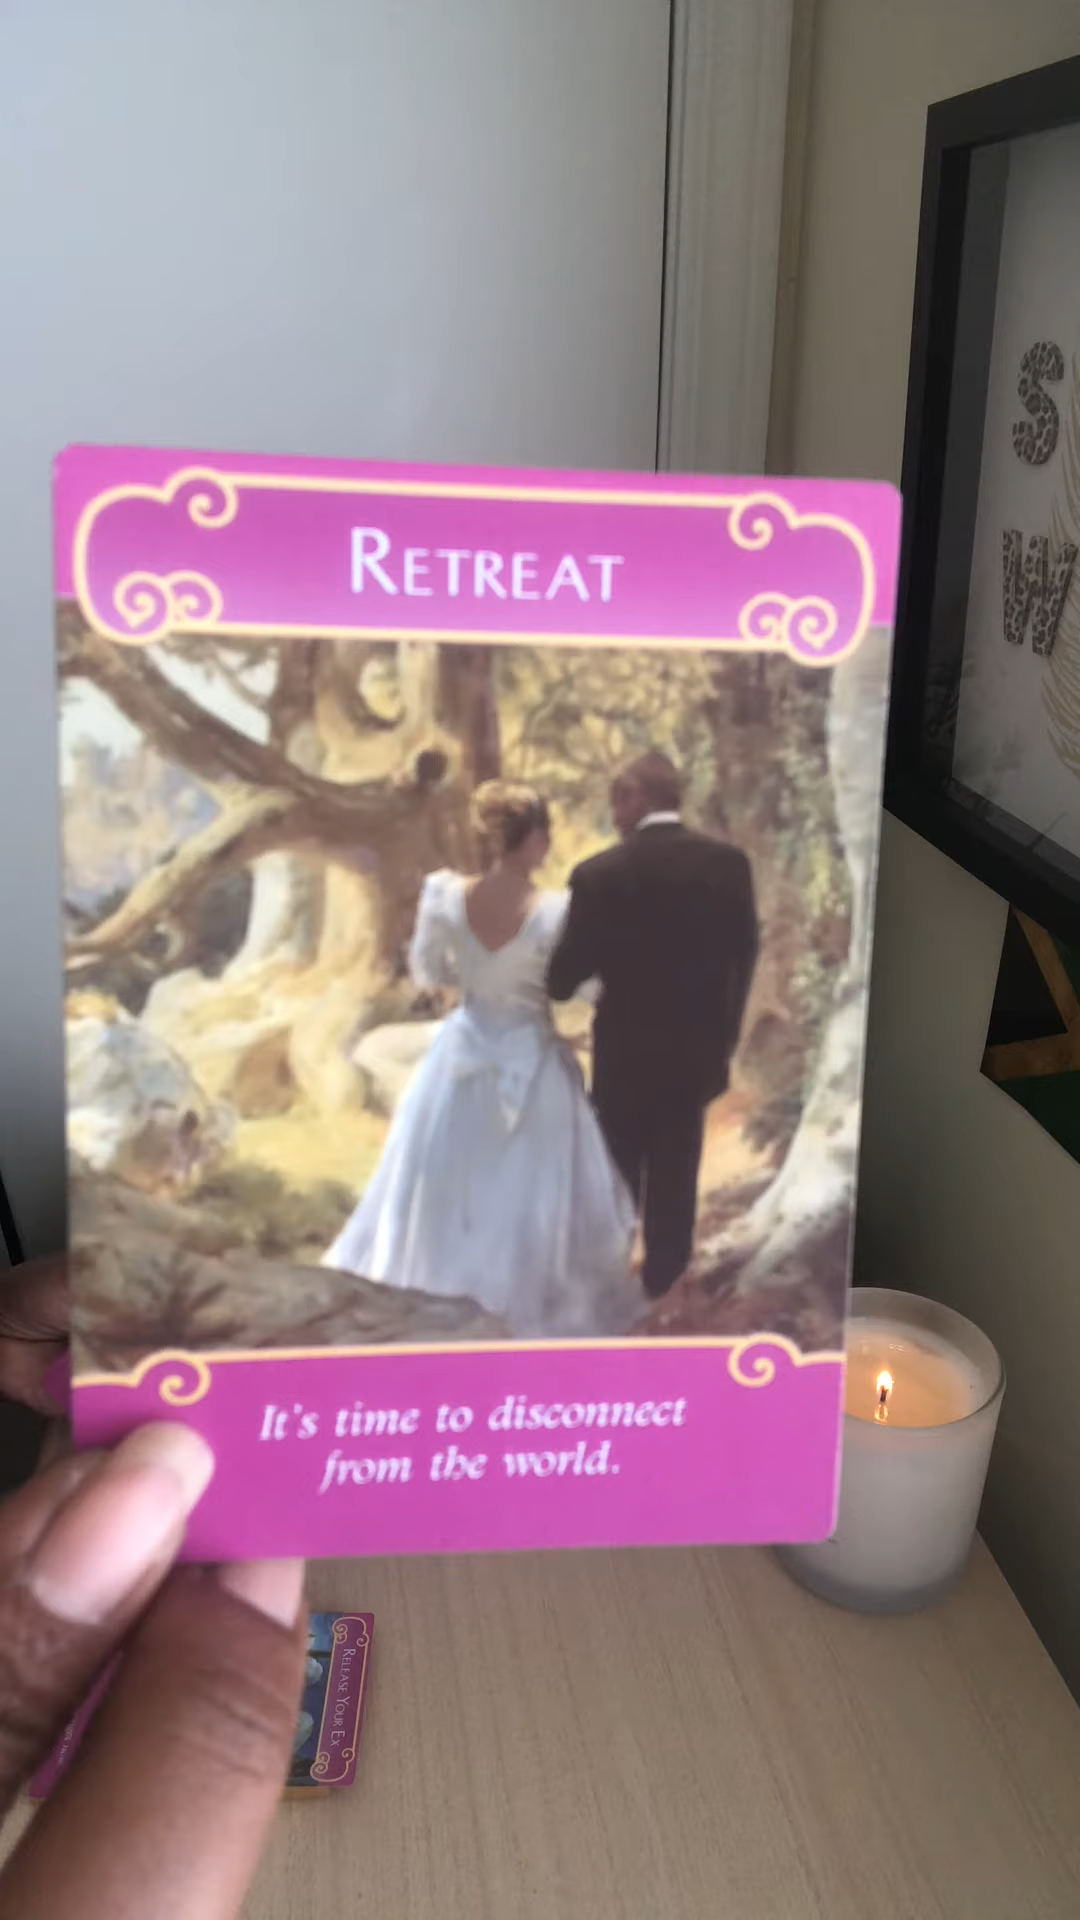 RETREAT
It's time to disconnect
from the world.
S
W
RELEASE YOUR EX